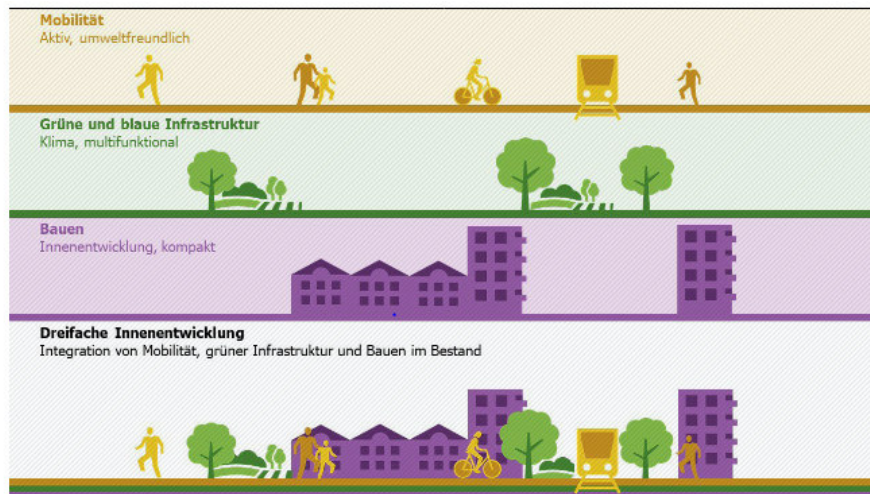 Mobilität
Aktiv, umweltfreundlich
Grüne und blaue Infrastruktur
Klima, multifunktional
Bauen
Innenentwicklung, kompakt
Dreifache Innenentwicklung
Integration von Mobilität, grüner Infrastruktur und Bauen im Bestand